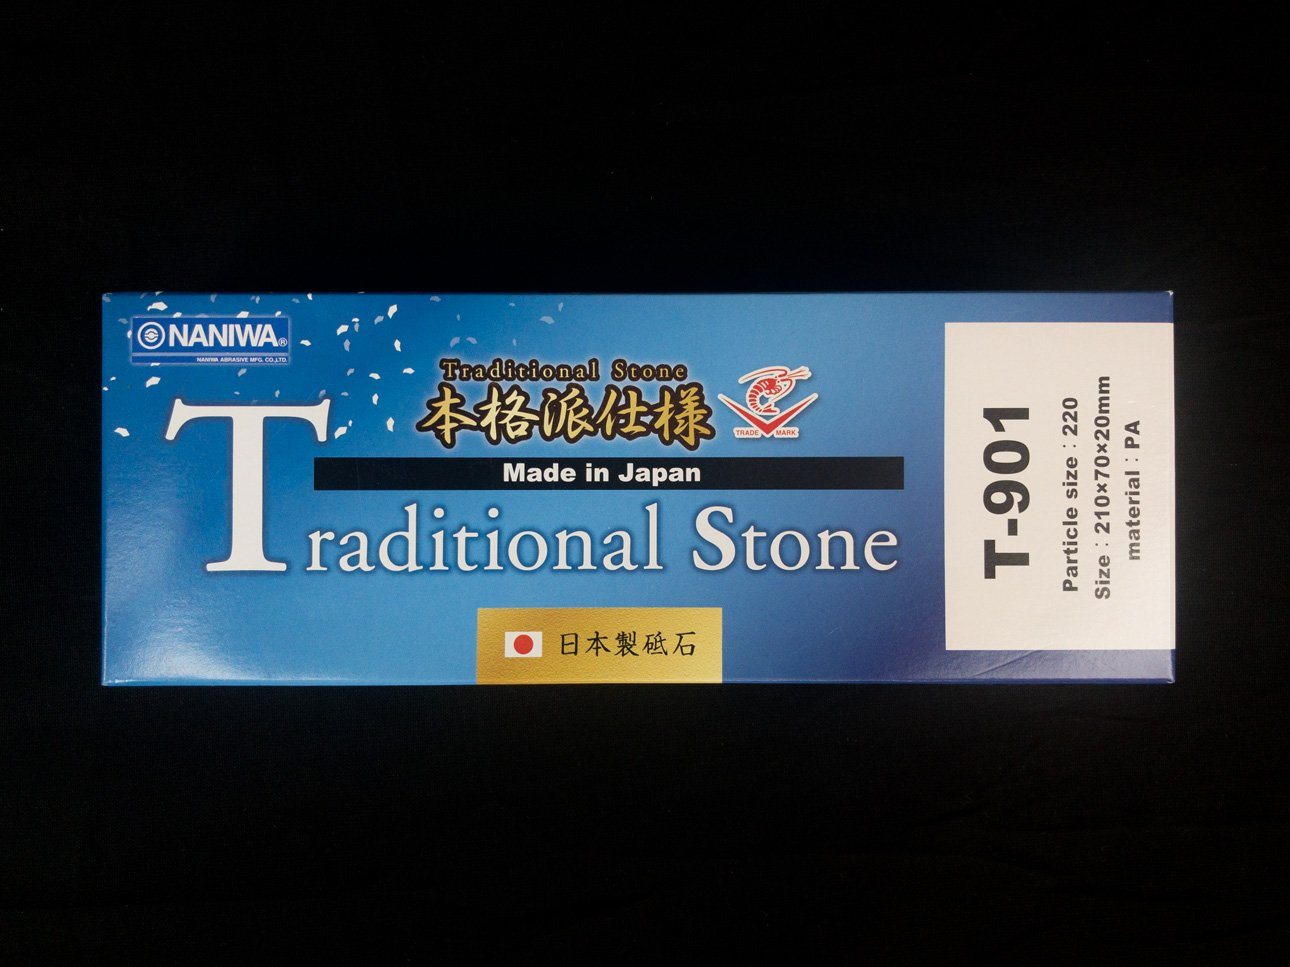 NANIWA®
NANIWA ABRASIVE MFG. CO.,LTD.
Traditional Stone
本格派仕様
TRADE MARK
Made in Japan
Traditional Stone
日本製砥石
T-901
Particle size : 220
Size : 210×70×20mm
material : PA